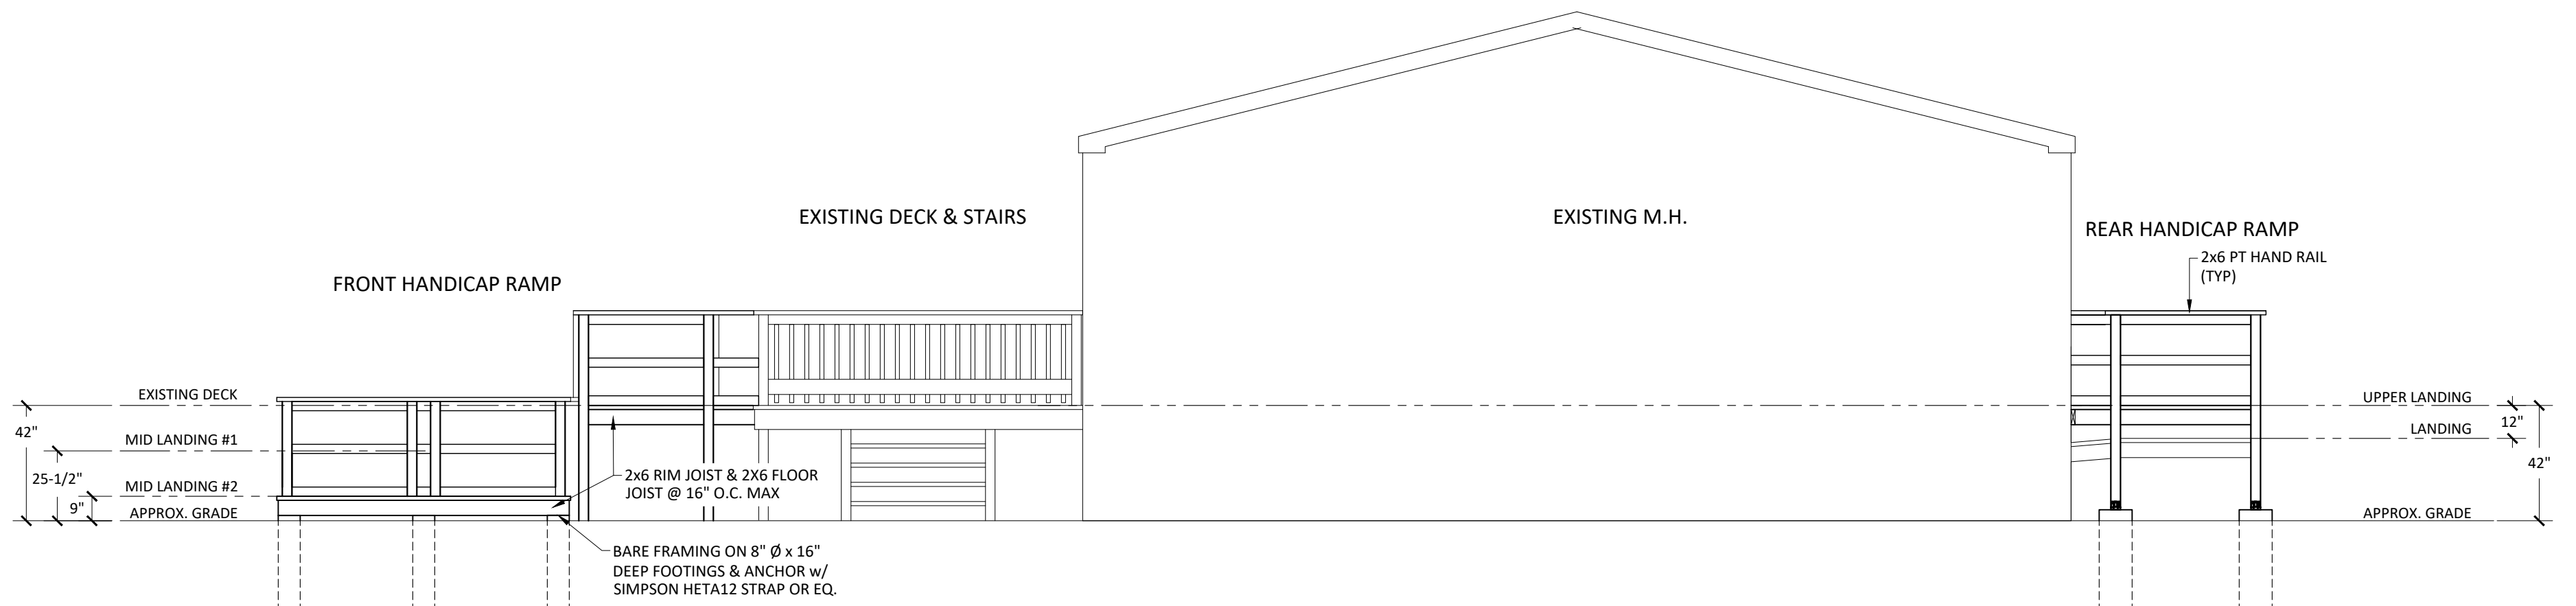 EXISTING DECK & STAIRS
EXISTING M.H.
REAR HANDICAP RAMP
2x6 PT HAND RAIL
(TYP)
FRONT HANDICAP RAMP
EXISTING DECK
42"
MID LANDING #1
25-1/2"
MID LANDING #2
9"
APPROX. GRADE
2x6 RIM JOIST & 2X6 FLOOR
JOIST @ 16" O.C. MAX
BARE FRAMING ON 8" Ø x 16"
DEEP FOOTINGS & ANCHOR w/
SIMPSON HETA12 STRAP OR EQ.
UPPER LANDING
12"
LANDING
42"
APPROX. GRADE